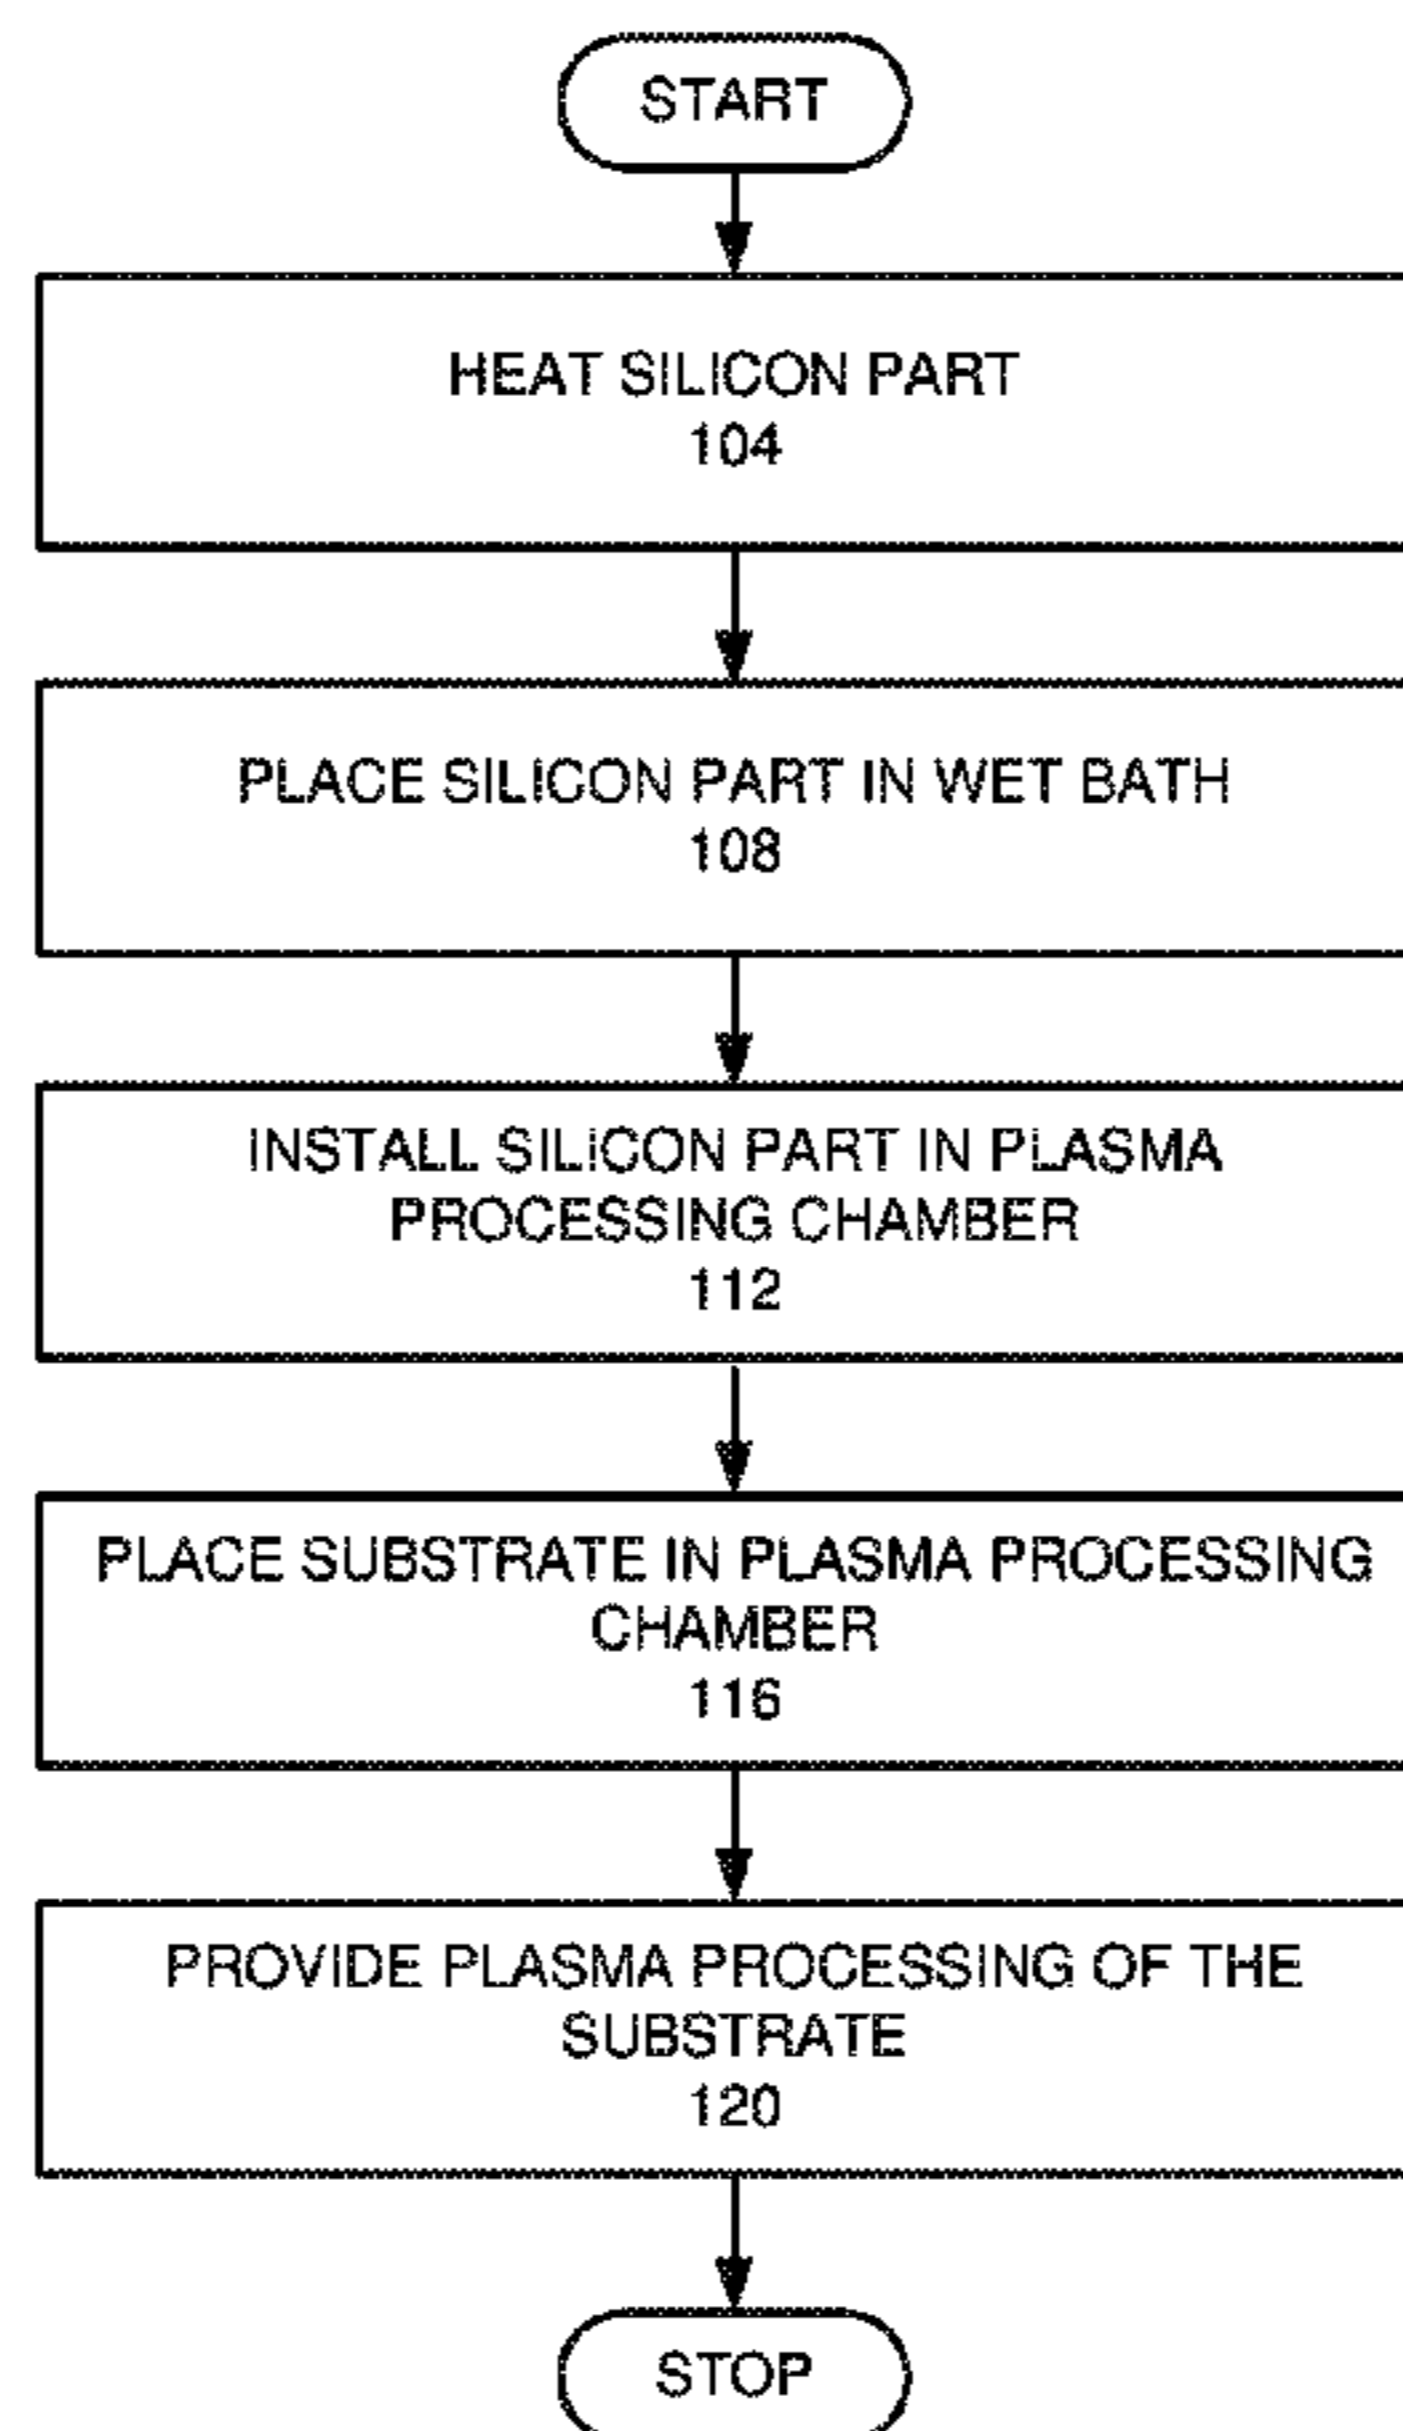 START
HEAT SILICON PART
104
PLACE SILICON PART IN WET BATH
108
INSTALL SILICON PART IN PLASMA
PROCESSING CHAMBER
112
PLACE SUBSTRATE IN PLASMA PROCESSING
CHAMBER
116
PROVIDE PLASMA PROCESSING OF THE
SUBSTRATE
120
STOP